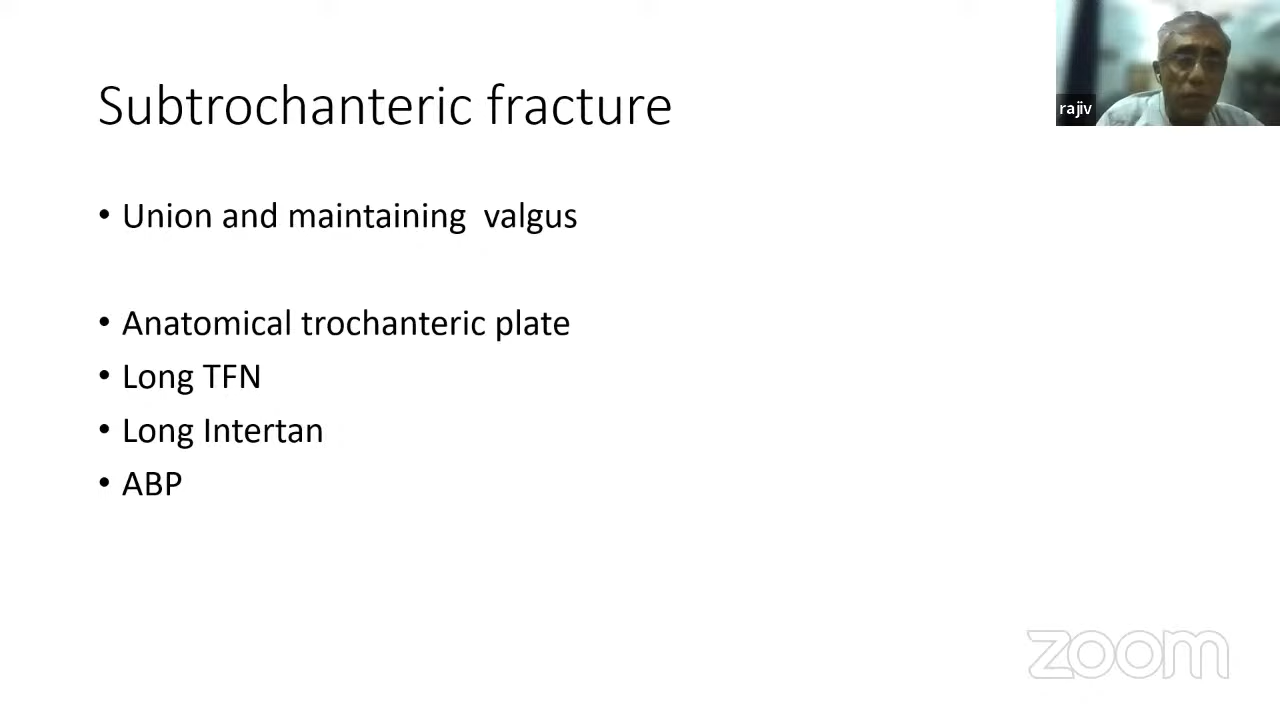 Subtrochanteric fracture
rajiv
• Union and maintaining  valgus
• Anatomical trochanteric plate
• Long TFN
• Long Intertan
• ABP
zoom